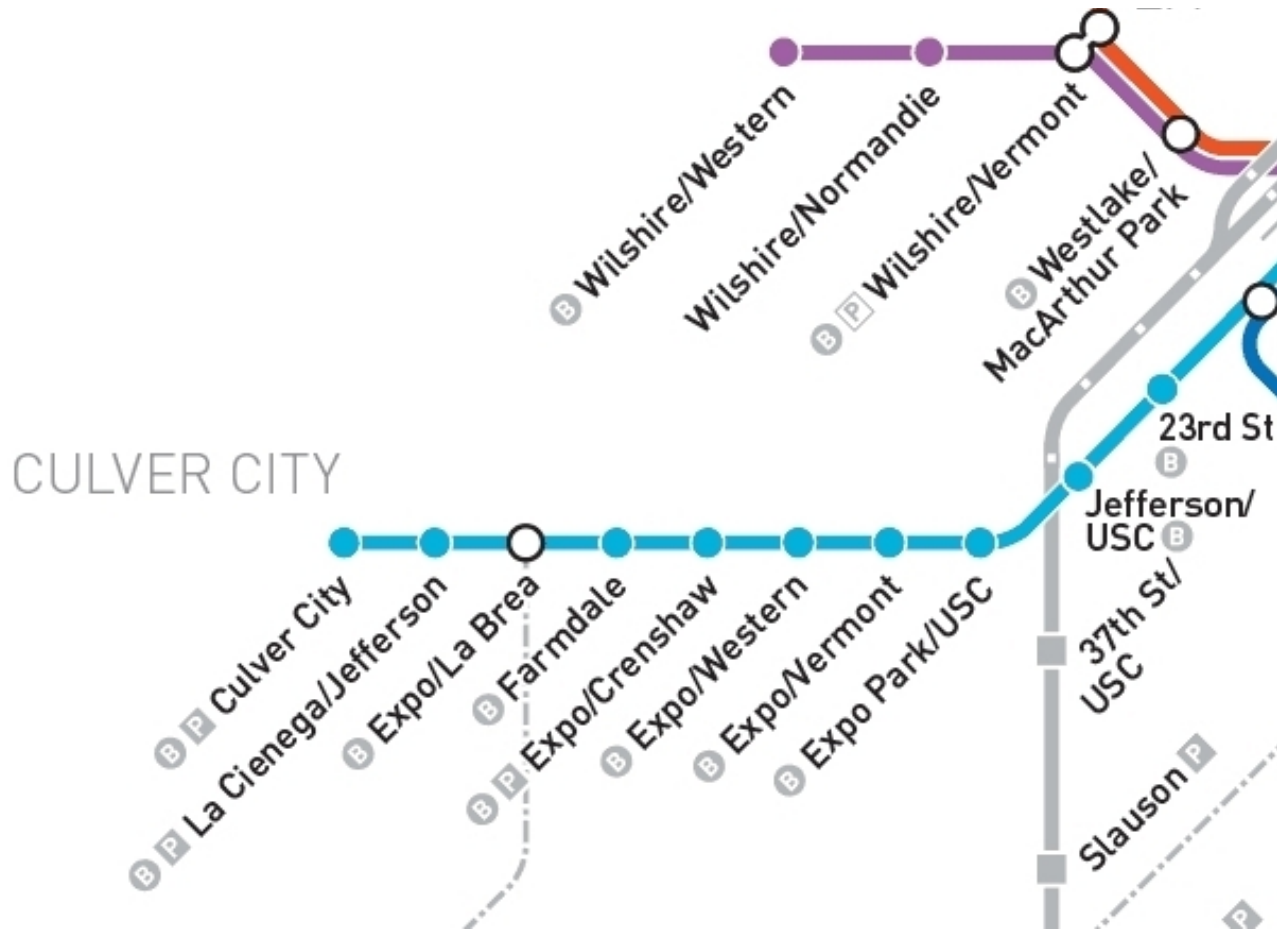 B Wilshire/Western
Wilshire/Normandie
B P Wilshire/Vermont
B Westlake/
MacArthur Park
23rd St
B
CULVER CITY
Jefferson/
USC B
B P Culver City
B P La Cienega/Jefferson
B Expo/La Brea
B Farmdale
B P Expo/Crenshaw
B Expo/Western
B Expo/Vermont
B Expo Park/USC
37th St/
USC
Slauson P
P